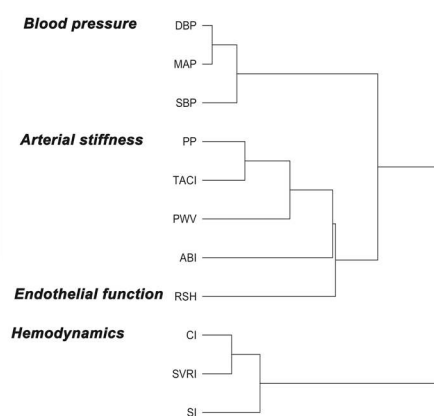 Blood pressure
DBP
MAP
SBP
Arterial stiffness
PP
TACI
PWV
ABI
Endothelial function
RSH
Hemodynamics
CI
SVRI
SI